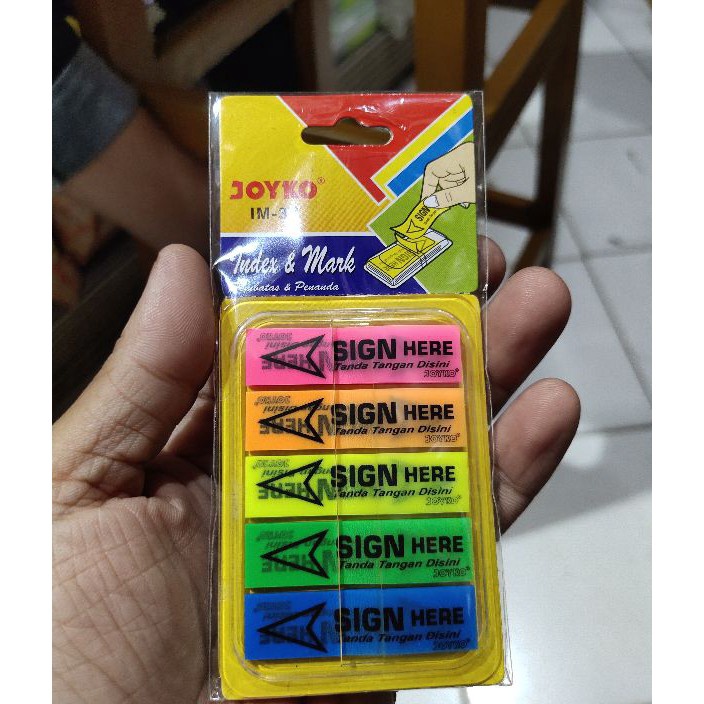 JOYKO®
IM-3
SIGN
Index & Mark
& Penanda
SIGN HERE
Tanda Tangan Disini
JOYKO®
SIGN HERE
Tanda Tangan Disini
JOYKO®
SIGN HERE
Tanda Tangan Disini
JOYKO®
SIGN HERE
Tanda Tangan Disini
JOYKO®
SIGN HERE
Tanda Tangan Disini
JOYKO®